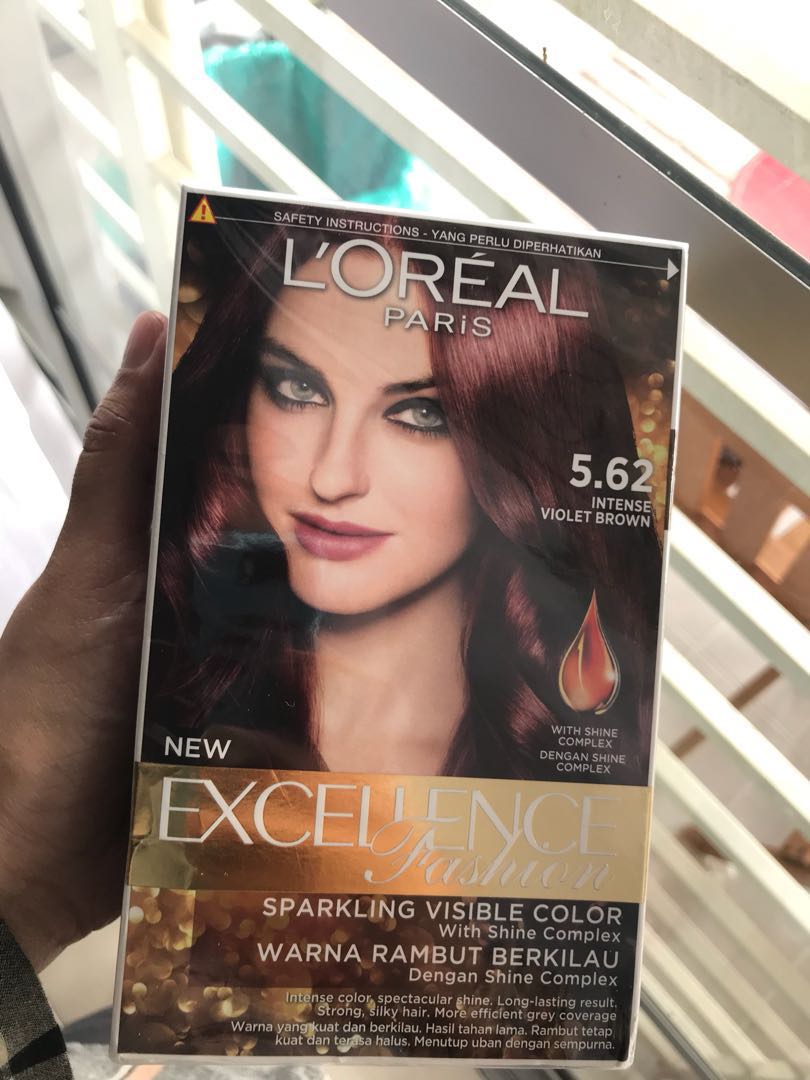 SAFETY INSTRUCTIONS - YANG PERLU DIPERHATIKAN
L'ORÉAL
PARiS
5.62
INTENSE
VIOLET BROWN
WITH SHINE
COMPLEX
DENGAN SHINE
COMPLEX
NEW
EXCELLENCE
Fashion
SPARKLING VISIBLE COLOR
With Shine Complex
WARNA RAMBUT BERKILAU
Dengan Shine Complex
Intense color, spectacular shine. Long-lasting result.
Strong, silky hair. More efficient grey coverage
Warna yang kuat dan berkilau. Hasil tahan lama. Rambut tetap
kuat dan terasa halus. Menutup uban dengan sempurna.